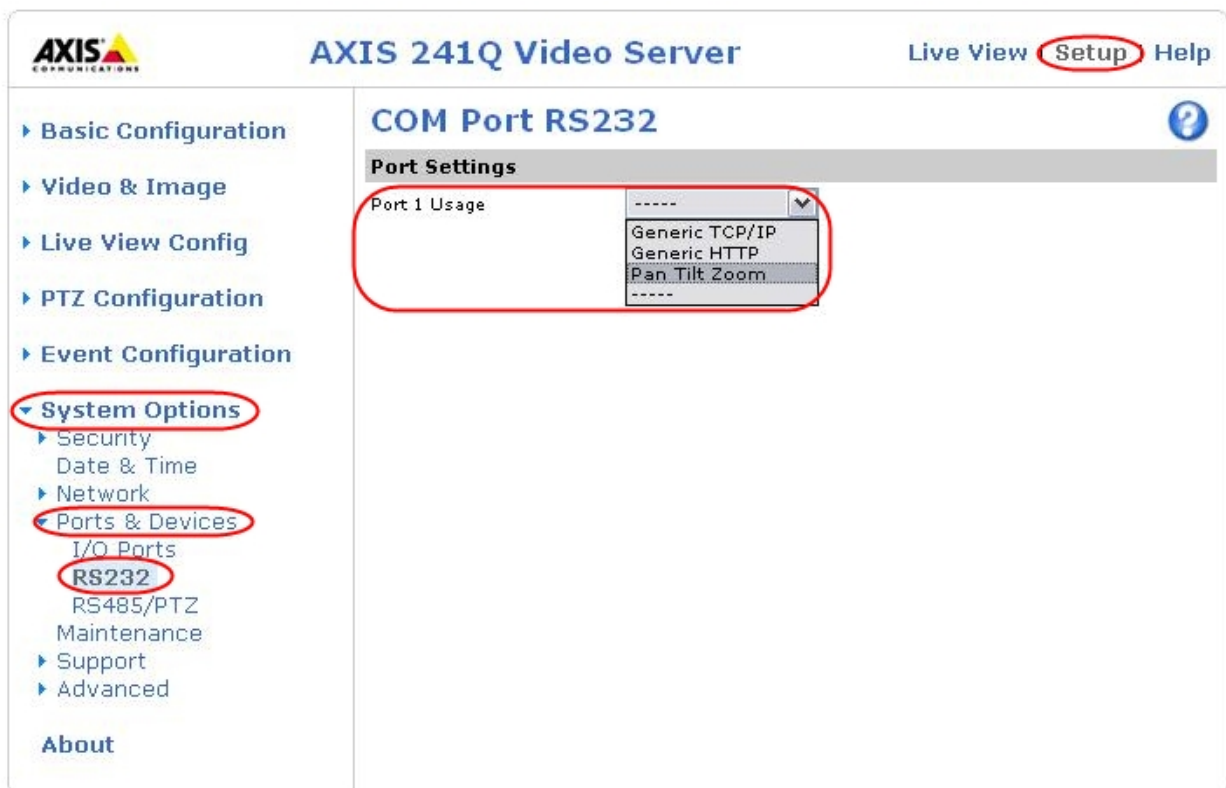 AXIS
COMMUNICATIONS
AXIS 241Q Video Server
Live View | Setup | Help
Basic Configuration
Video & Image
Live View Config
PTZ Configuration
Event Configuration
System Options
Security
Date & Time
Network
Ports & Devices
I/O Ports
RS232
RS485/PTZ
Maintenance
Support
Advanced
About
COM Port RS232
?
Port Settings
Port 1 Usage
-----
Generic TCP/IP
Generic HTTP
Pan Tilt Zoom
-----